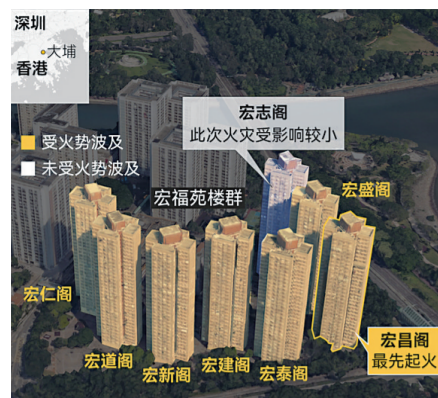 深圳
大埔
香港
宏志阁
此次火灾受影响较小
受火势波及
未受火势波及
宏福苑楼群
宏盛阁
宏仁阁
宏昌阁
最先起火
宏道阁
宏新阁
宏建阁
宏泰阁